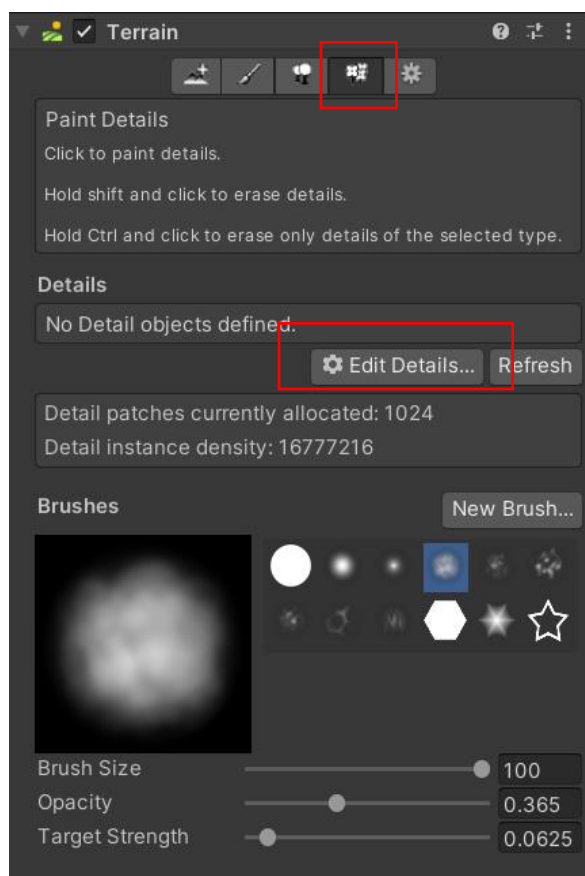 Terrain
Paint Details
Click to paint details.
Hold shift and click to erase details.
Hold Ctrl and click to erase only details of the selected type.
Details
No Detail objects defined.
Edit Details...
Refresh
Detail patches currently allocated: 1024
Detail instance density: 16777216
Brushes
New Brush...
Brush Size
100
Opacity
0.365
Target Strength
0.0625